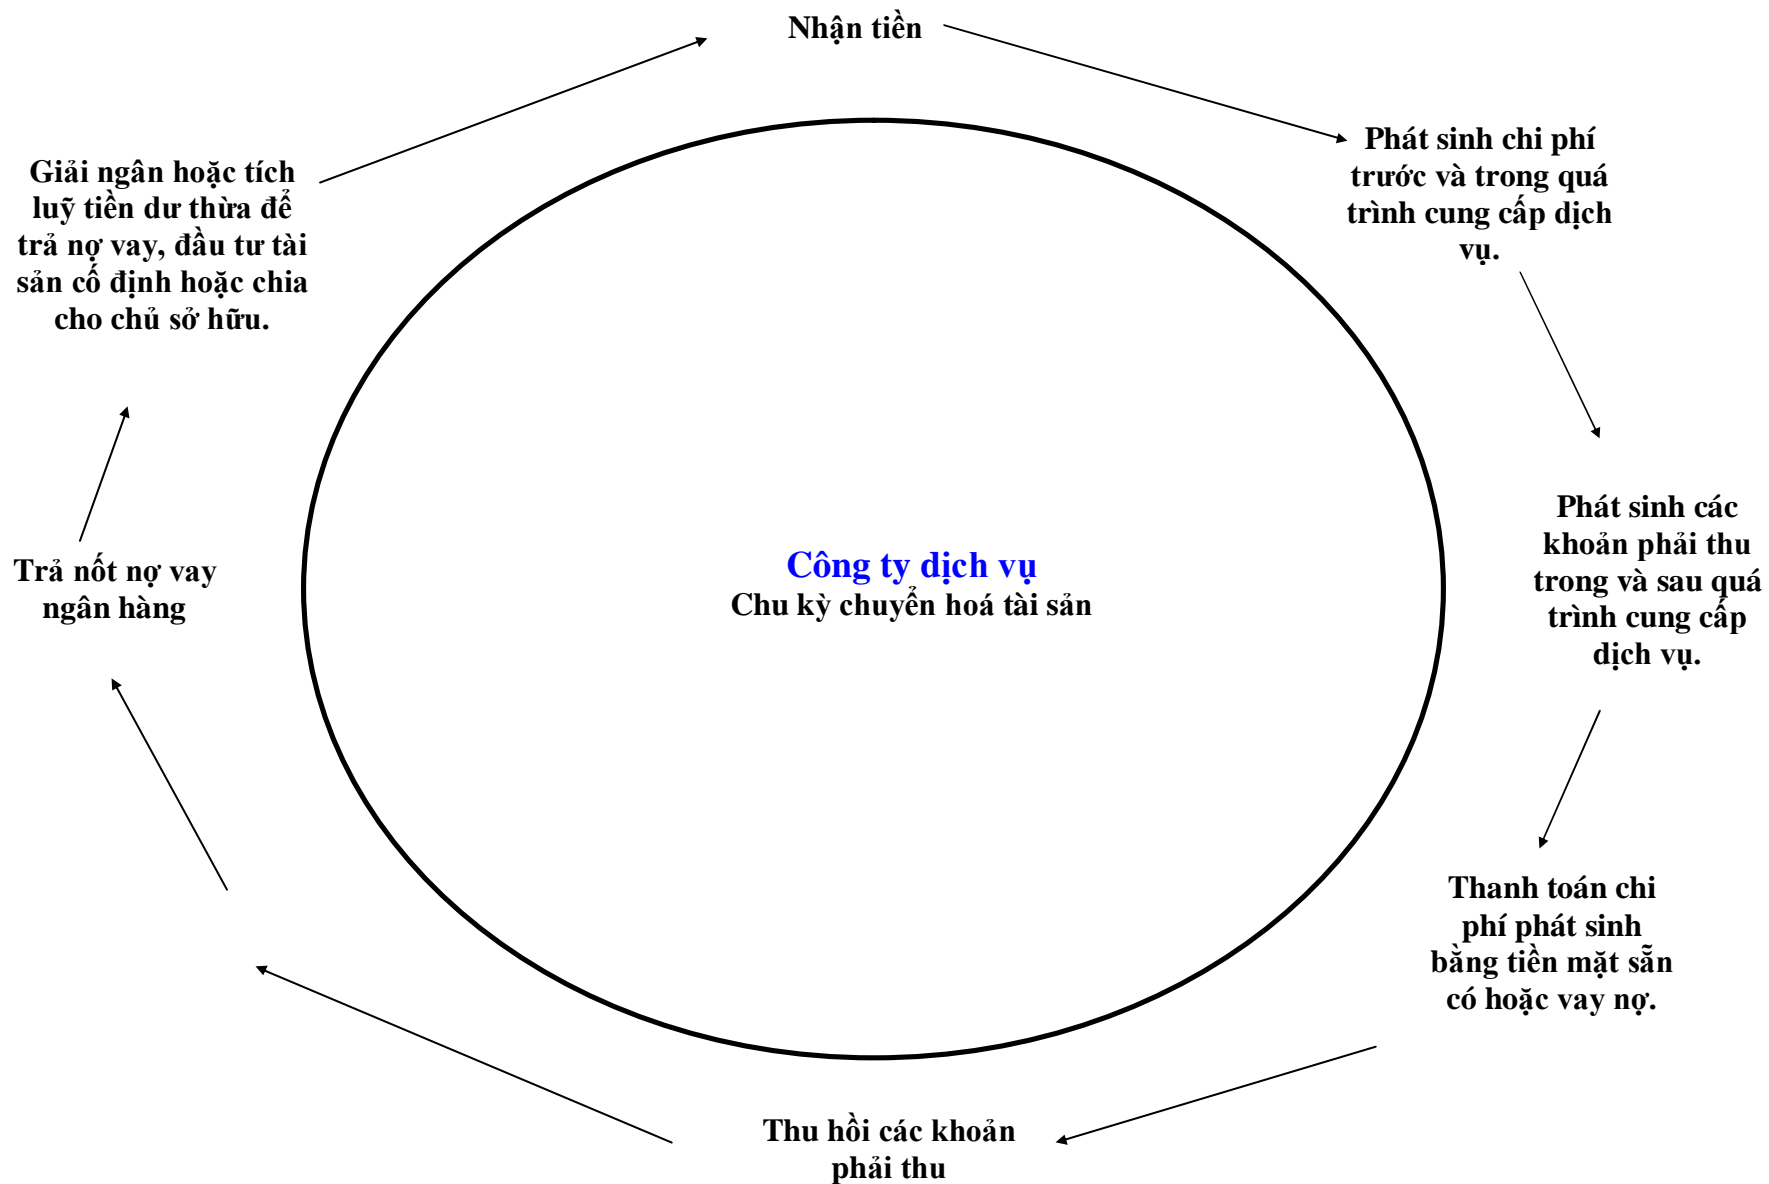 Nhận tiền
Phát sinh chi phí
trước và trong quá
trình cung cấp dịch
vụ.
Phát sinh các
khoản phải thu
trong và sau quá
trình cung cấp
dịch vụ.
Thanh toán chi
phí phát sinh
bằng tiền mặt sẵn
có hoặc vay nợ.
Thu hồi các khoản
phải thu
Trả nốt nợ vay
ngân hàng
Giải ngân hoặc tích
luỹ tiền dư thừa để
trả nợ vay, đầu tư tài
sản cố định hoặc chia
cho chủ sở hữu.
Công ty dịch vụ
Chu kỳ chuyển hoá tài sản